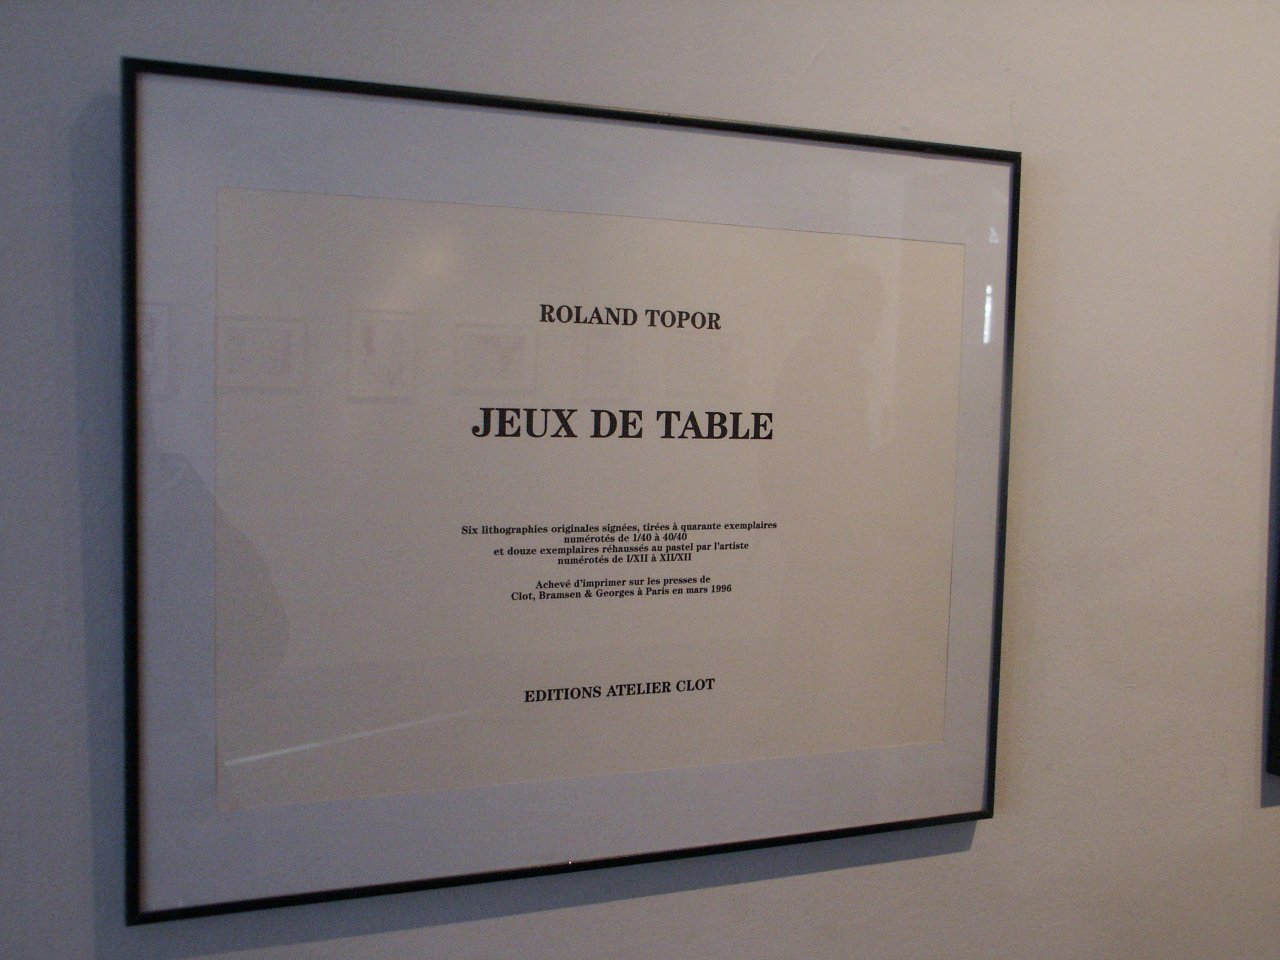 ROLAND TOPOR
JEUX DE TABLE
Six lithographies originales signées, tirées à quarante exemplaires
numérotés de 1/40 à 40/40
et douze exemplaires réhaussés au pastel par l'artiste
numérotés de I/XII à XII/XII
Achevé d'imprimer sur les presses de
Clot, Bramsen & Georges à Paris en mars 1996
EDITIONS ATELIER CLOT